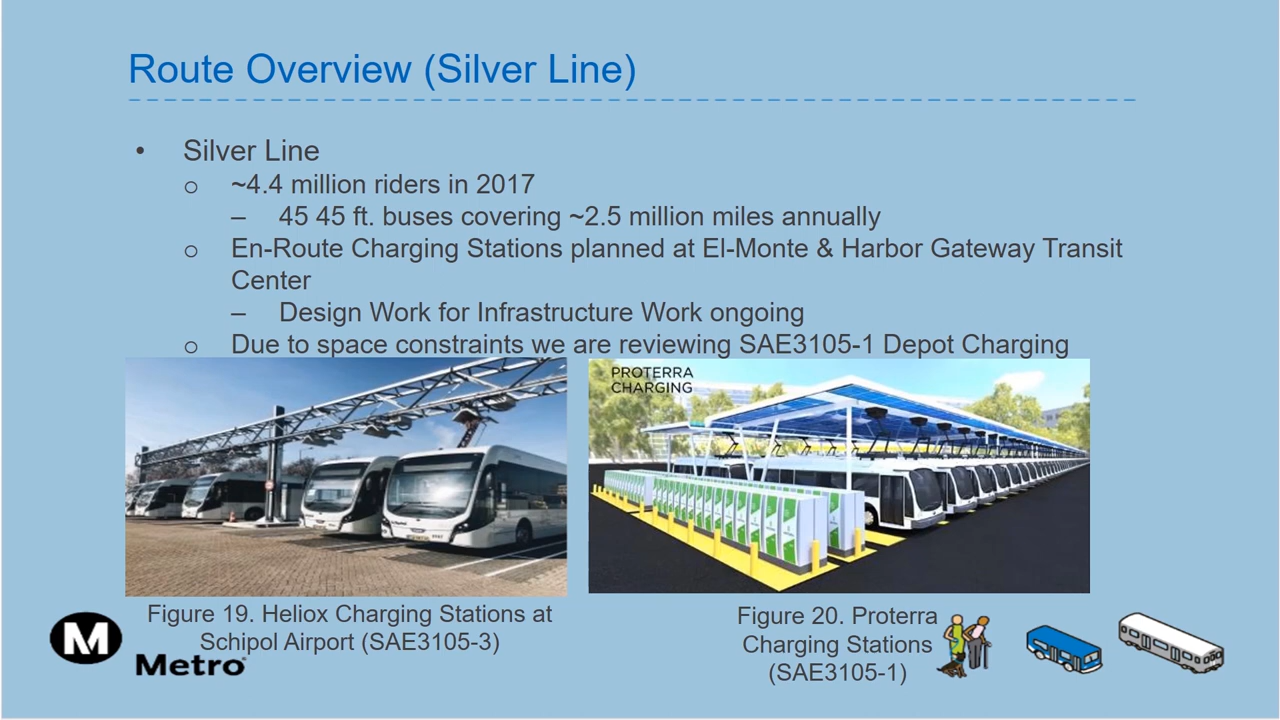 Route Overview (Silver Line)
• Silver Line
o ~4.4 million riders in 2017
– 45 45 ft. buses covering ~2.5 million miles annually
o En-Route Charging Stations planned at El-Monte & Harbor Gateway Transit
Center
– Design Work for Infrastructure Work ongoing
o Due to space constraints we are reviewing SAE3105-1 Depot Charging
PROTERRA
CHARGING
Figure 19. Heliox Charging Stations at
Schipol Airport (SAE3105-3)
Figure 20. Proterra
Charging Stations
(SAE3105-1)
M
Metro